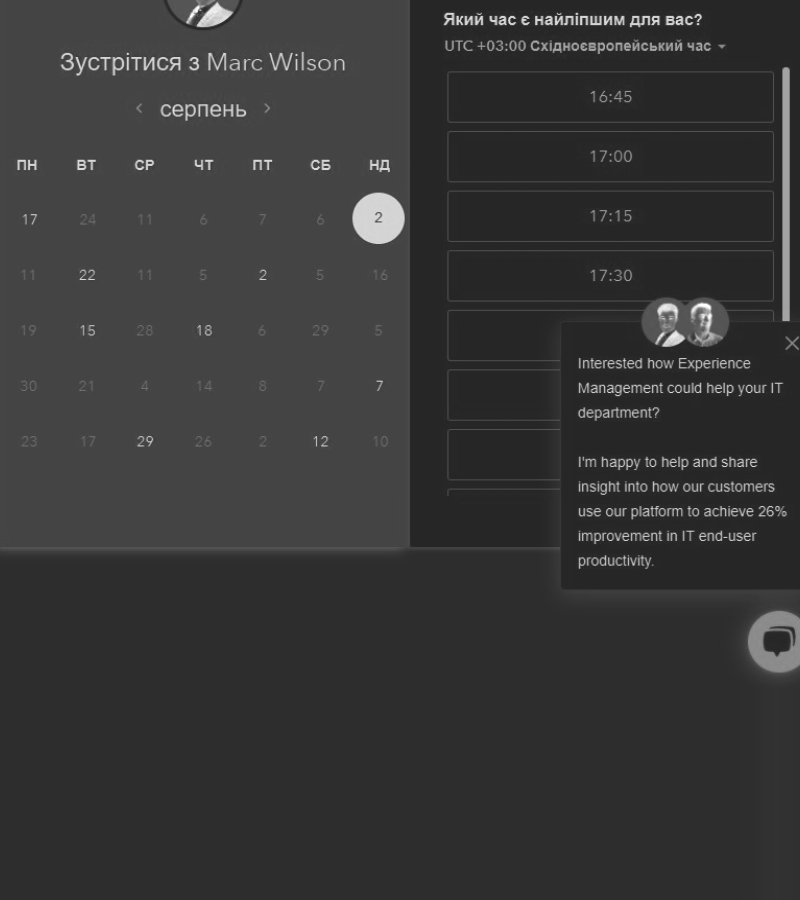 Зустрітися з Marc Wilson
серпень
ПН ВТ СР ЧТ ПТ СБ НД
17 24 11 6 7 6 2
11 22 11 5 2 5 16
19 15 28 18 6 29 5
30 21 4 14 8 7 7
23 17 29 26 2 12 10
Який час є найліпшим для вас?
UTC +03:00 Східноєвропейський час
16:45
17:00
17:15
17:30
Interested how Experience
Management could help your IT
department?
I'm happy to help and share
insight into how our customers
use our platform to achieve 26%
improvement in IT end-user
productivity.